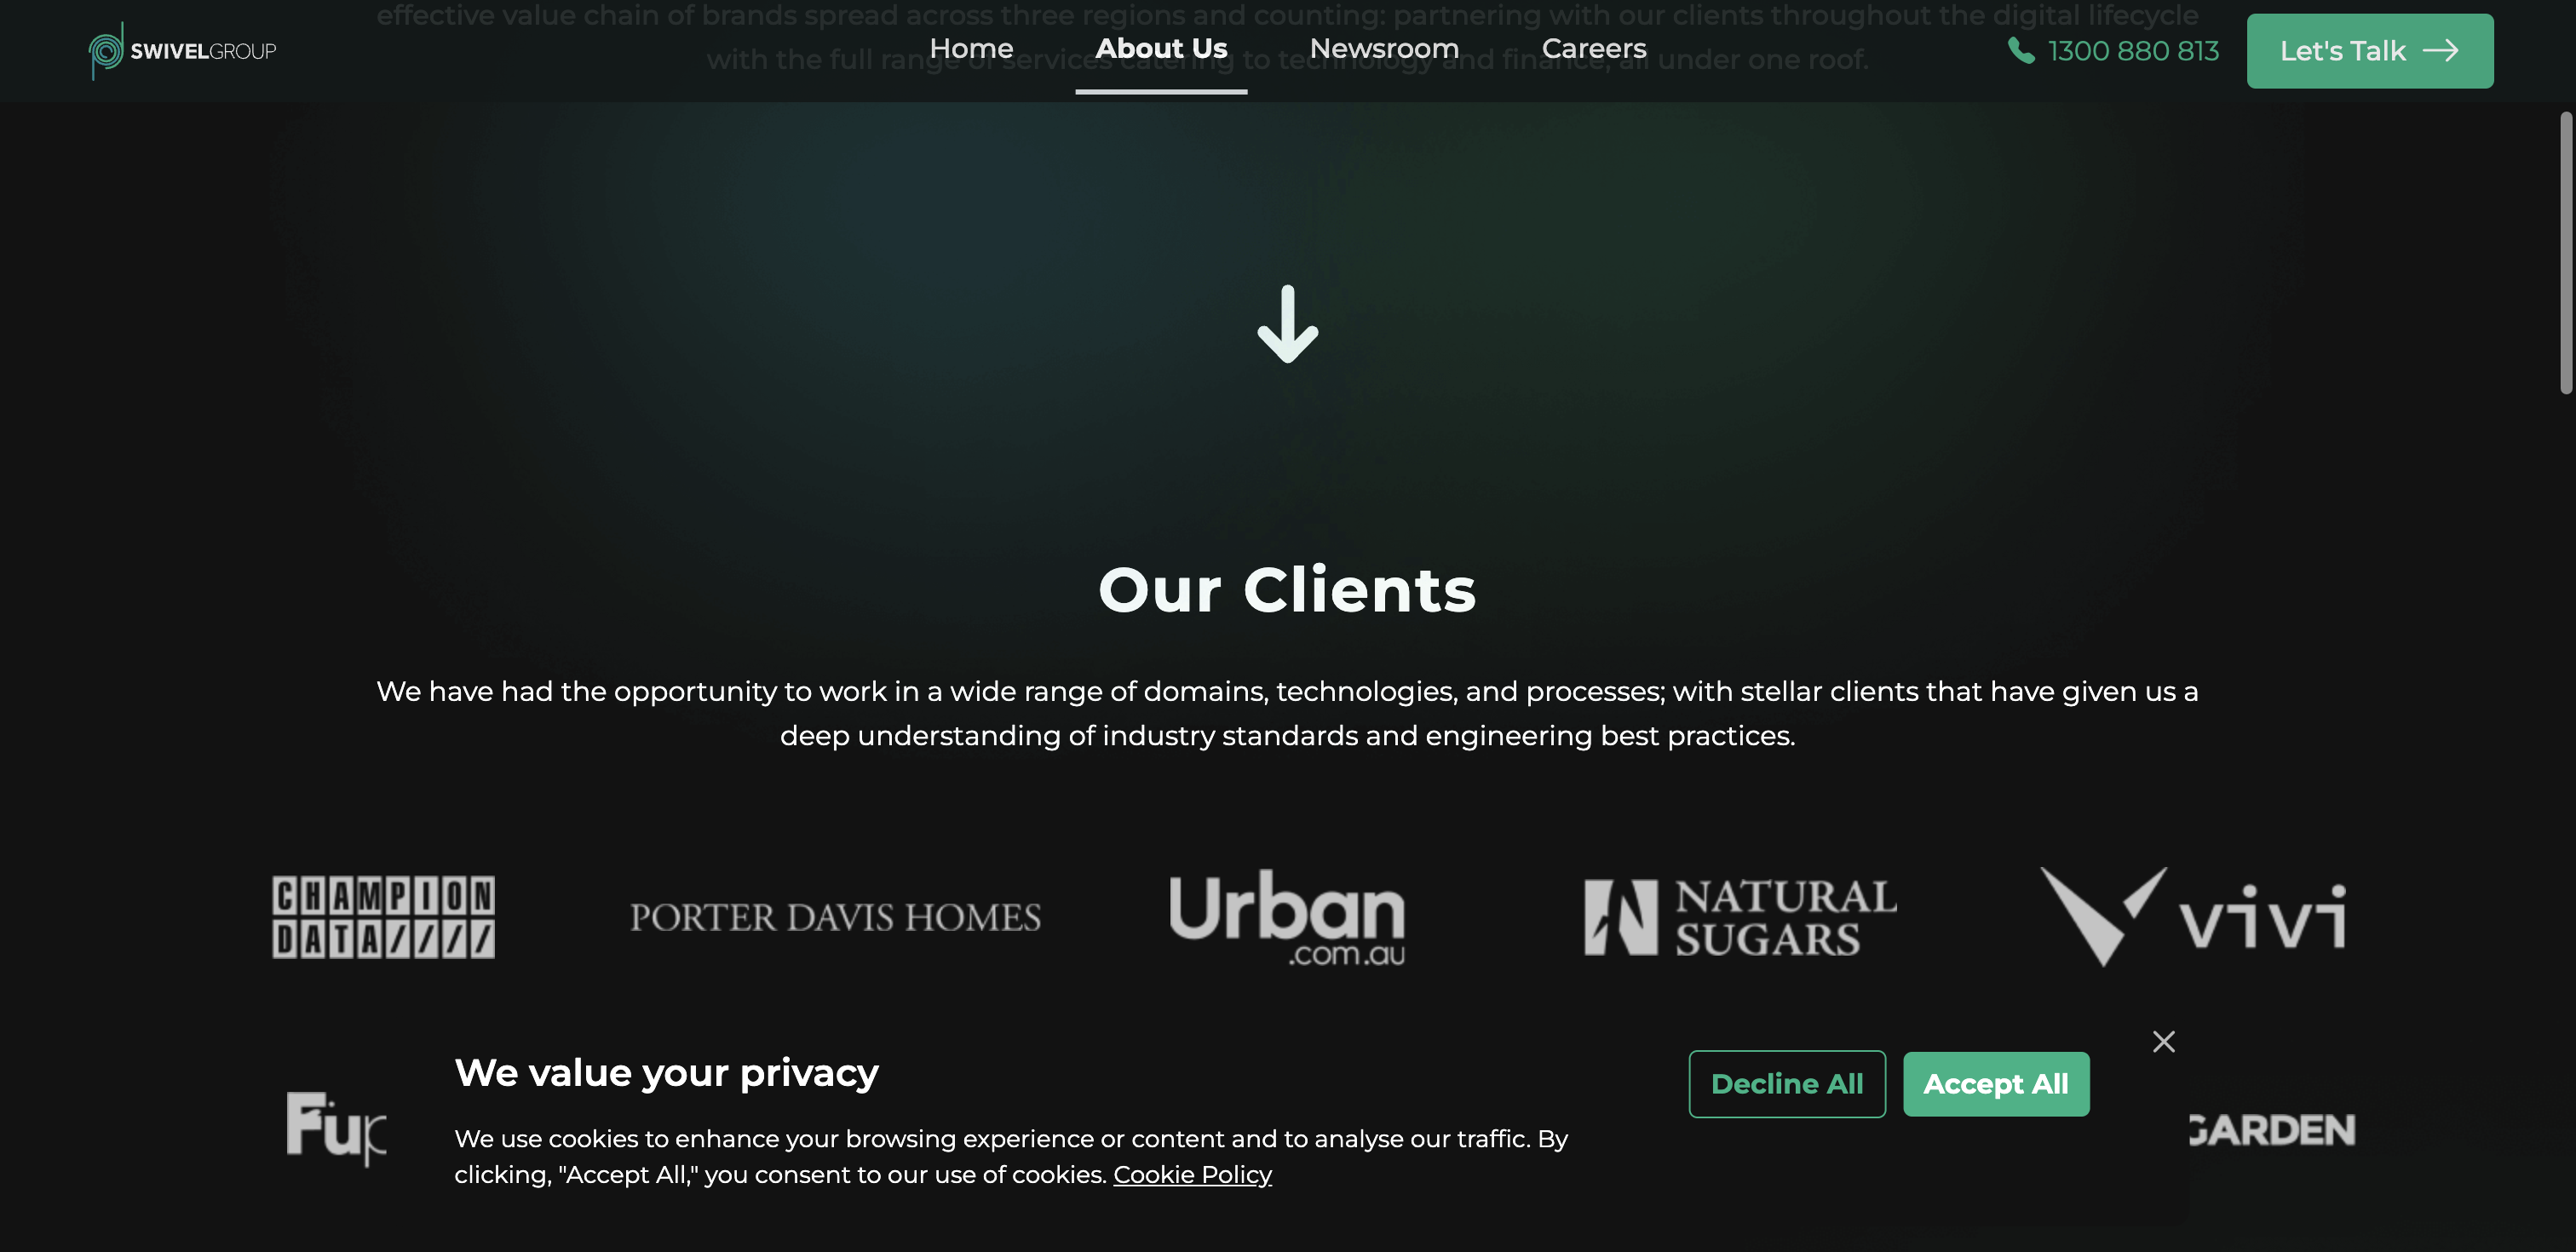 effective value chain of brands spread across three regions and counting: partnering with our clients throughout the digital lifecycle
with the full range of services catering to technology and finance, all under one roof.
SWIVELGROUP
Home
About Us
Newsroom
Careers
1300 880 813
Let's Talk
Our Clients
We have had the opportunity to work in a wide range of domains, technologies, and processes; with stellar clients that have given us a
deep understanding of industry standards and engineering best practices.
CHAMPION
DATA////
PORTER DAVIS HOMES
Urban
.com.au
NATURAL
SUGARS
vivi
We value your privacy
Decline All
Accept All
We use cookies to enhance your browsing experience or content and to analyse our traffic. By
clicking, "Accept All," you consent to our use of cookies. Cookie Policy
Fup
GARDEN